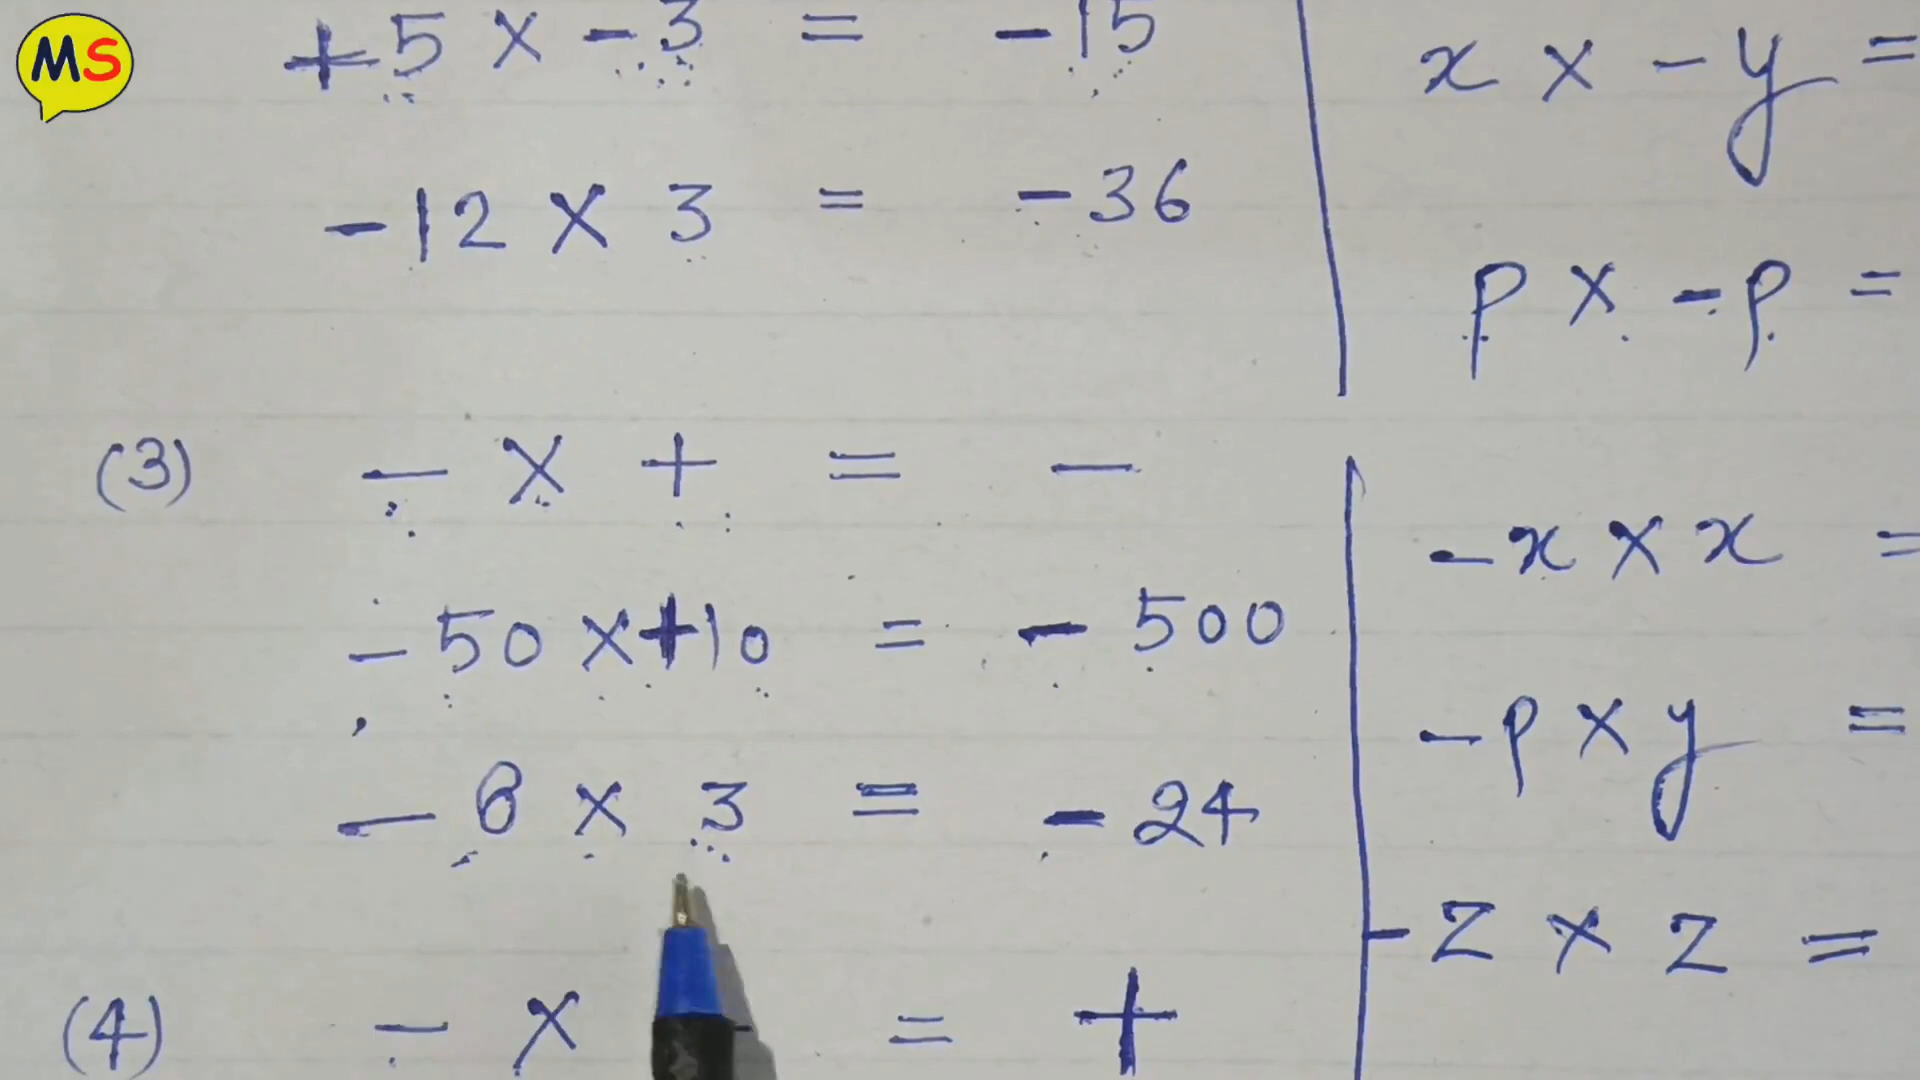 MS
+5 × -3 = -15
-12 × 3 = -36
(3) - × + = -
-50 × +10 = -500
-8 × 3 = -24
(4) - × = +
x × -y =
p × -p =
-x × x =
-p × y =
-z × z =